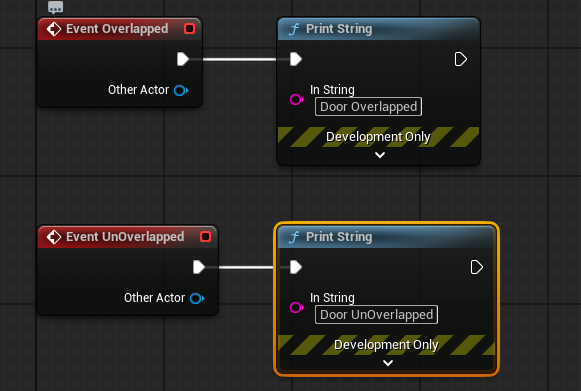 Event Overlapped
Print String
Other Actor
In String
Door Overlapped
Development Only
Event UnOverlapped
Print String
Other Actor
In String
Door UnOverlapped
Development Only